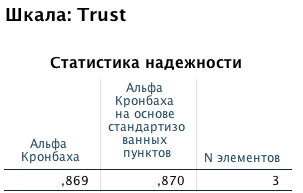 Шкала: Trust
Статистика надежности
Альфа
Кронбаха
Альфа
Кронбаха
на основе
стандартизо
ванных
пунктов
N элементов
,869 ,870 3